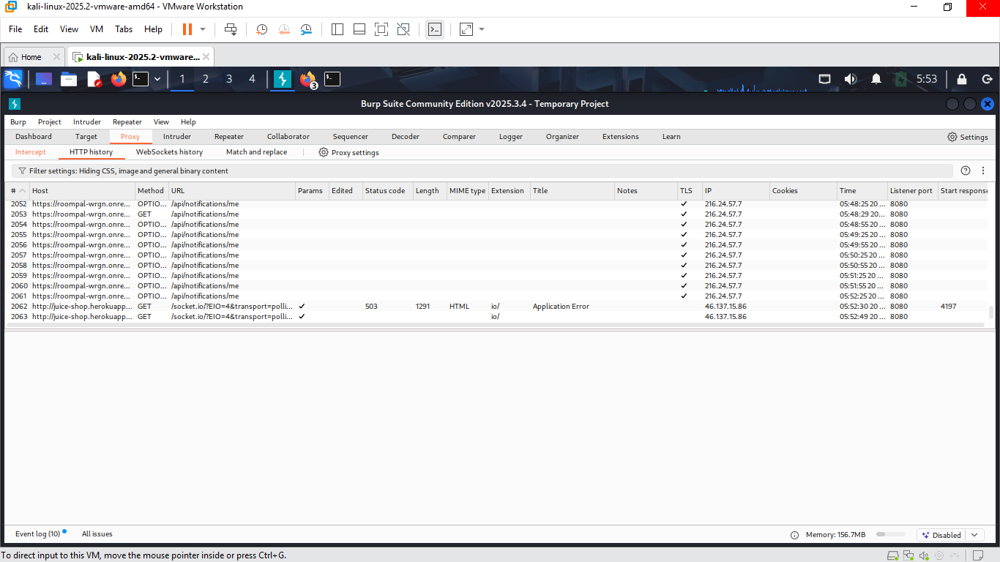 kali-linux-2025.2-vmware-amd64 - VMware Workstation
File Edit View VM Tabs Help
Home kali-linux-2025.2-vmware...
1 2 3 4 3 5:53
Burp Suite Community Edition v2025.3.4 - Temporary Project
Burp Project Intruder Repeater View Help
Dashboard Target Proxy Intruder Repeater Collaborator Sequencer Decoder Comparer Logger Organizer Extensions Learn Settings
Intercept HTTP history WebSockets history Match and replace Proxy settings
Filter settings: Hiding CSS, image and general binary content
# Host Method URL Params Edited Status code Length MIME type Extension Title Notes TLS IP Cookies Time Listener port Start response
2052 https://roompal-wrgn.onre... OPTIO... /api/notifications/me ✓ 216.24.57.7 05:48:25 20 ... 8080
2053 https://roompal-wrgn.onre... GET /api/notifications/me ✓ 216.24.57.7 05:48:29 20... 8080
2054 https://roompal-wrgn.onre... OPTIO... /api/notifications/me ✓ 216.24.57.7 05:48:55 20... 8080
2055 https://roompal-wrgn.onre... OPTIO... /api/notifications/me ✓ 216.24.57.7 05:49:25 20... 8080
2056 https://roompal-wrgn.onre... OPTIO... /api/notifications/me ✓ 216.24.57.7 05:49:55 20... 8080
2057 https://roompal-wrgn.onre... OPTIO... /api/notifications/me ✓ 216.24.57.7 05:50:25 20... 8080
2058 https://roompal-wrgn.onre... OPTIO... /api/notifications/me ✓ 216.24.57.7 05:50:55 20... 8080
2059 https://roompal-wrgn.onre... OPTIO... /api/notifications/me ✓ 216.24.57.7 05:51:25 20 ... 8080
2060 https://roompal-wrgn.onre... OPTIO... /api/notifications/me ✓ 216.24.57.7 05:51:55 20 ... 8080
2061 https://roompal-wrgn.onre... OPTIO... /api/notifications/me ✓ 216.24.57.7 05:52:25 20 ... 8080
2062 http://juice-shop.herokuapp... GET /socket.io/?EIO=4&transport=polli... ✓ 503 1291 HTML io/ Application Error 46.137.15.86 05:52:30 20 ... 8080 4197
2063 http://juice-shop.herokuapp... GET /socket.io/?EIO=4&transport=polli... ✓ io/ 46.137.15.86 05:52:49 20 ... 8080
Event log (10) All issues Memory: 156.7MB Disabled
To direct input to this VM, move the mouse pointer inside or press Ctrl+G.